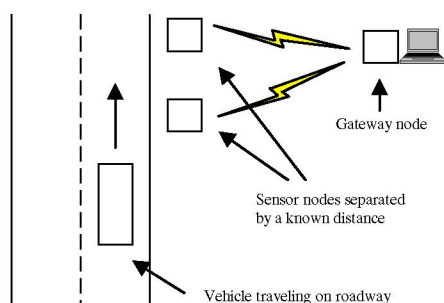 Gateway node
Sensor nodes separated
by a known distance
Vehicle traveling on roadway